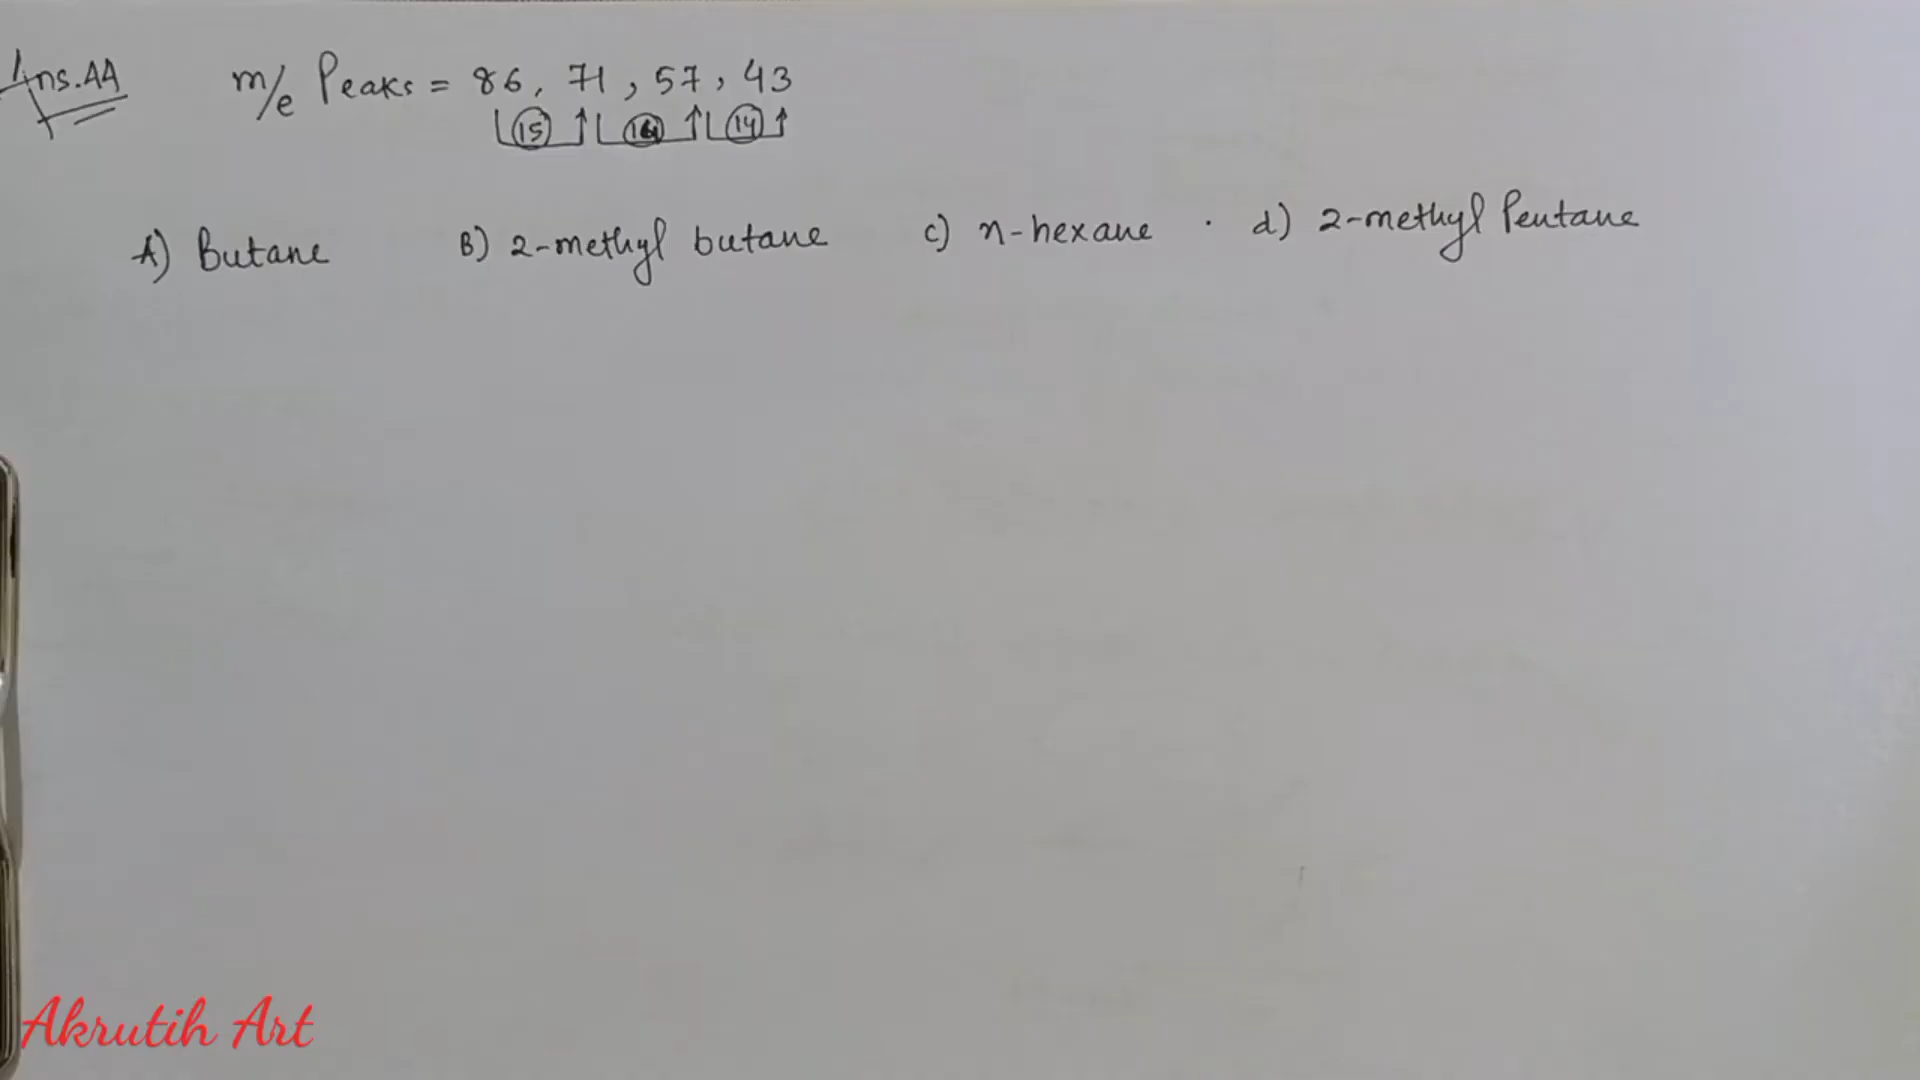 Ans.44 m/e Peaks = 86, 71, 57, 43
15 14 14
A) Butane B) 2-methyl butane c) n-hexane . d) 2-methyl Pentane
Akrutih Art